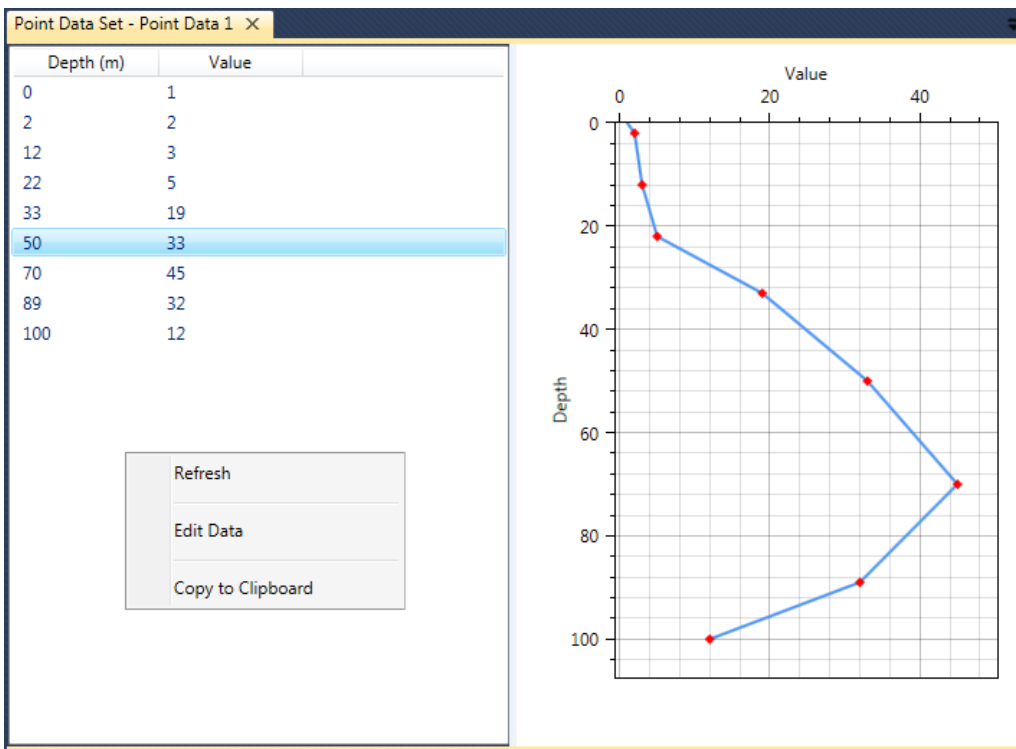 Point Data Set - Point Data 1
Depth (m) Value
0 1
2 2
12 3
22 5
33 19
50 33
70 45
89 32
100 12
Refresh
Edit Data
Copy to Clipboard
Value
0 20 40
0
20
40
Depth
60
80
100